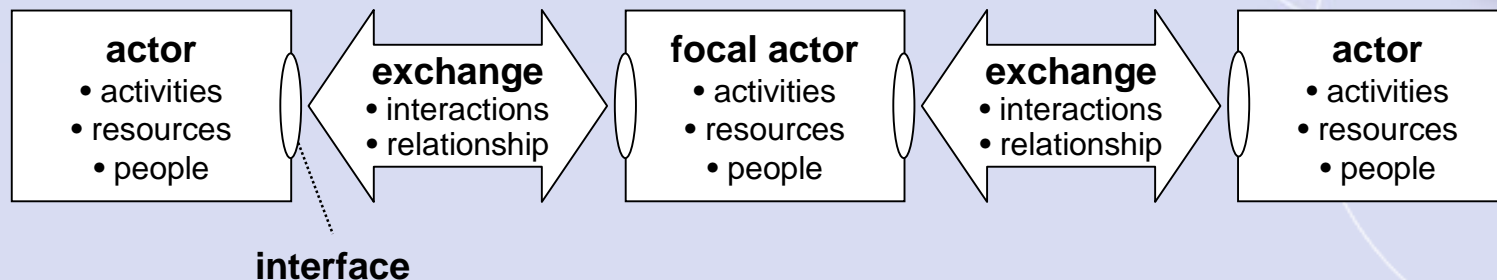 actor
• activities
• resources
• people
exchange
• interactions
• relationship
focal actor
• activities
• resources
• people
exchange
• interactions
• relationship
actor
• activities
• resources
• people
interface